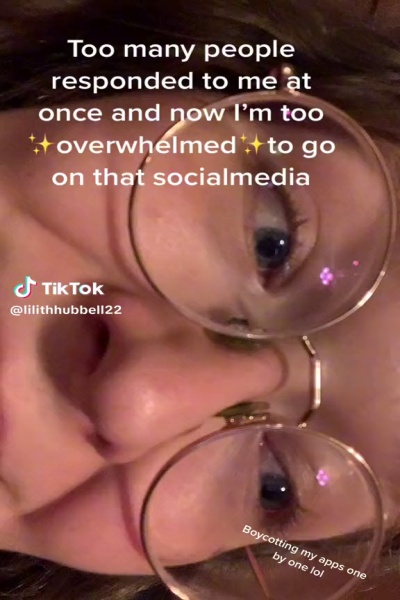 Too many people
responded to me at
once and now I'm too
✨overwhelmed✨to go
on that socialmedia
TikTok
@lilithhubbell22
Boycotting my apps one
by one lol